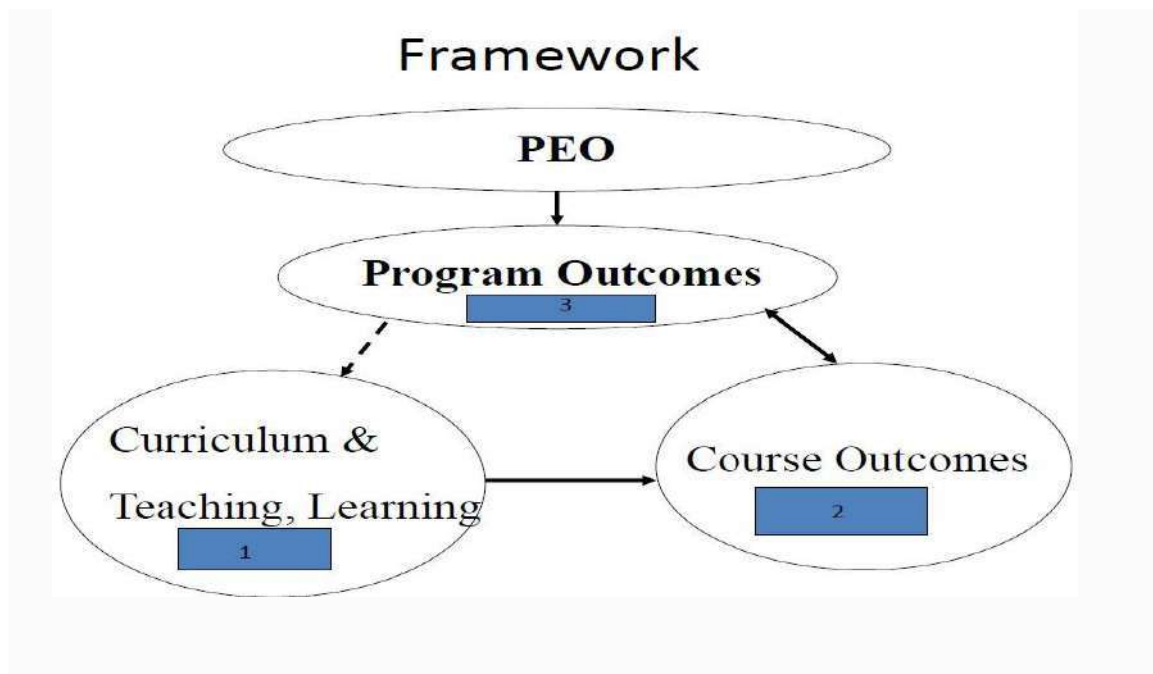 Framework
PEO
Program Outcomes
3
Curriculum &
Teaching, Learning
1
Course Outcomes
2